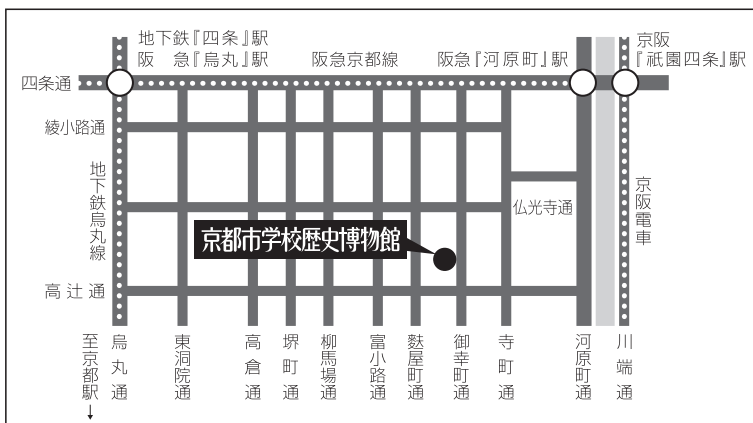 地下鉄『四条』駅
阪　急『烏丸』駅
阪急京都線
阪急『河原町』駅
京阪
『祇園四条』駅
四条通
綾小路通
地下鉄烏丸線
仏光寺通
京阪電車
京都市学校歴史博物館
高辻通
至京都駅
烏丸通
東洞院通
高倉通
堺町通
柳馬場通
富小路通
麩屋町通
御幸町通
寺町通
河原町通
川端通